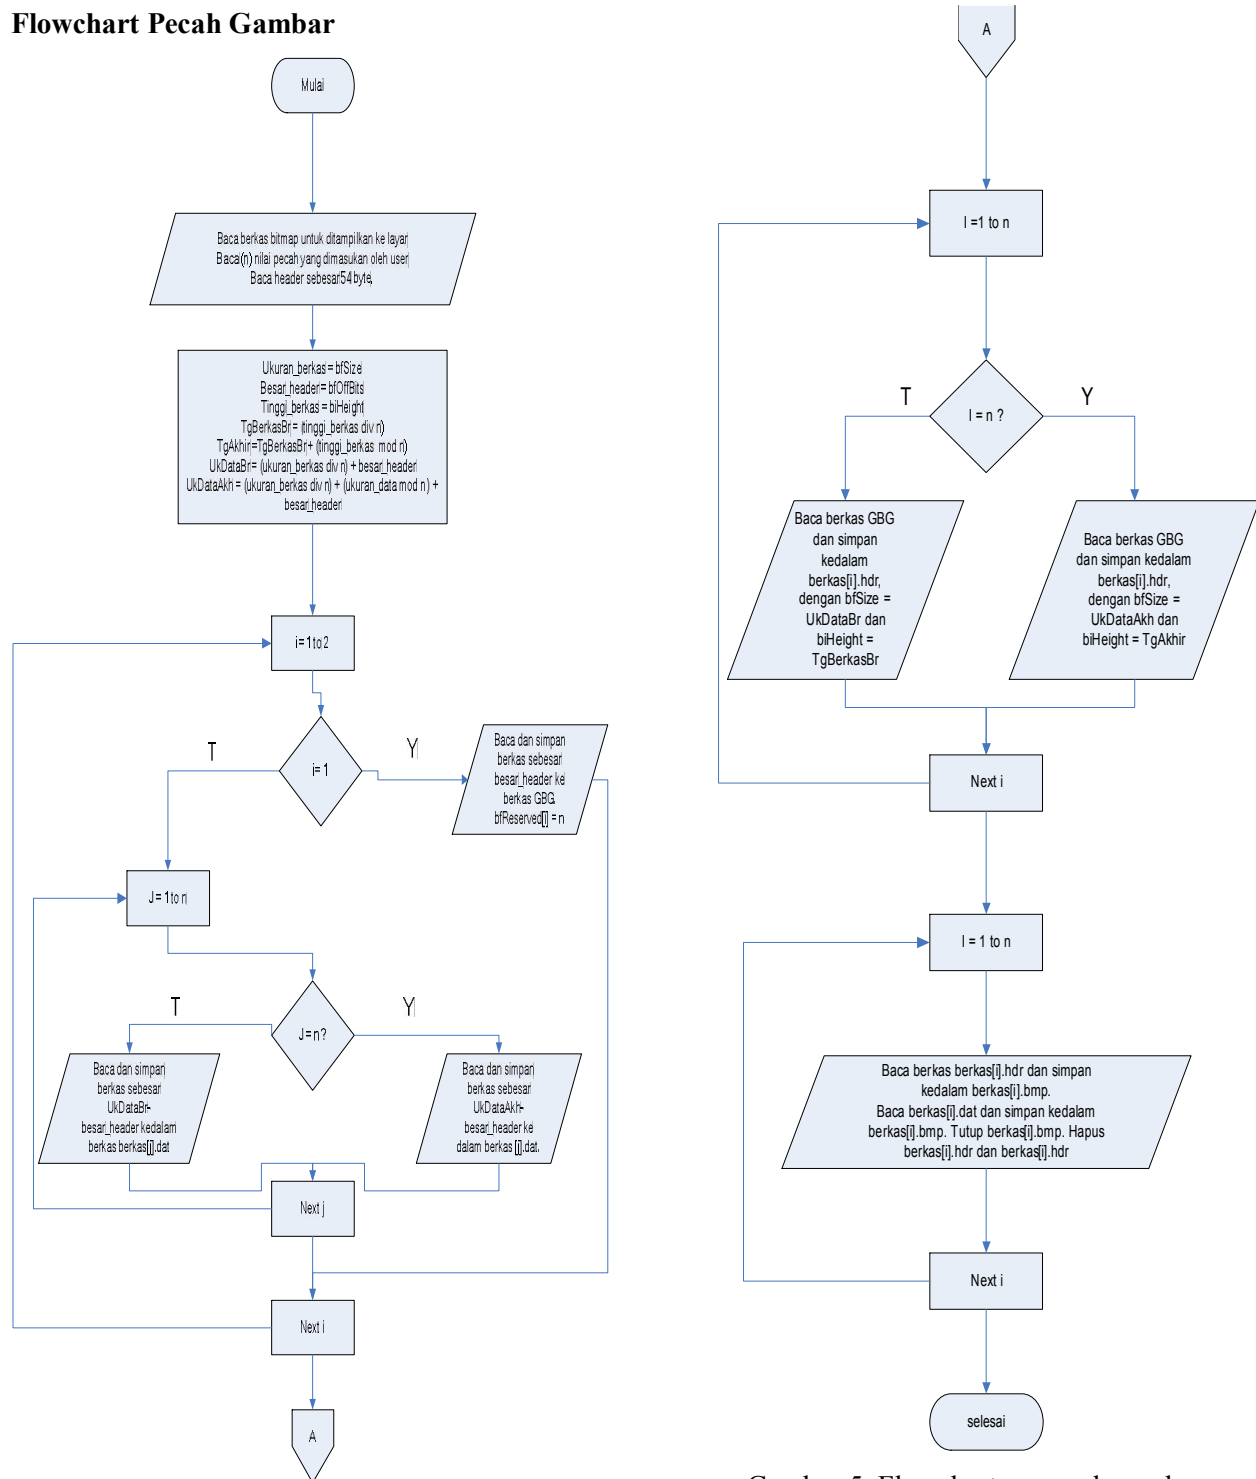 Flowchart Pecah Gambar
Mulai
Baca berkas bitmap untuk ditampilkan ke layar
Baca (n) nilai pecah yang dimasukan oleh user
Baca header sebesar 54 byte,
Ukuran_berkas = bfSize
Besar_header = bfOffBits
Tinggi_berkas = biHeight
TgBerkasBr = (tinggi_berkas div n)
TgAkhir =TgBerkasBr + (tinggi_berkas mod n)
UkDataBr = (ukuran_berkas div n) + besar_header
UkDataAkh = (ukuran_berkas div n) + (ukuran_data mod n) +
besar_header
i = 1 to 2
i = 1
T
Y
Baca dan simpan
berkas sebesar
besar_header ke
berkas GBG.
bfReserved[i] = n
J = 1 to n
J = n ?
T
Y
Baca dan simpan
berkas sebesar
UkDataBr-
besar_header kedalam
berkas berkas[j].dat
Baca dan simpan
berkas sebesar
UkDataAkh-
besar_header ke
dalam berkas [j].dat.
Next j
Next i
A
A
I =1 to n
I = n ?
T
Y
Baca berkas GBG
dan simpan
kedalam
berkas[i].hdr,
dengan bfSize =
UkDataBr dan
biHeight =
TgBerkasBr
Baca berkas GBG
dan simpan kedalam
berkas[i].hdr,
dengan bfSize =
UkDataAkh dan
biHeight = TgAkhir
Next i
I = 1 to n
Baca berkas berkas[i].hdr dan simpan
kedalam berkas[i].bmp.
Baca berkas[i].dat dan simpan kedalam
berkas[i].bmp. Tutup berkas[i].bmp. Hapus
berkas[i].hdr dan berkas[i].hdr
Next i
selesai